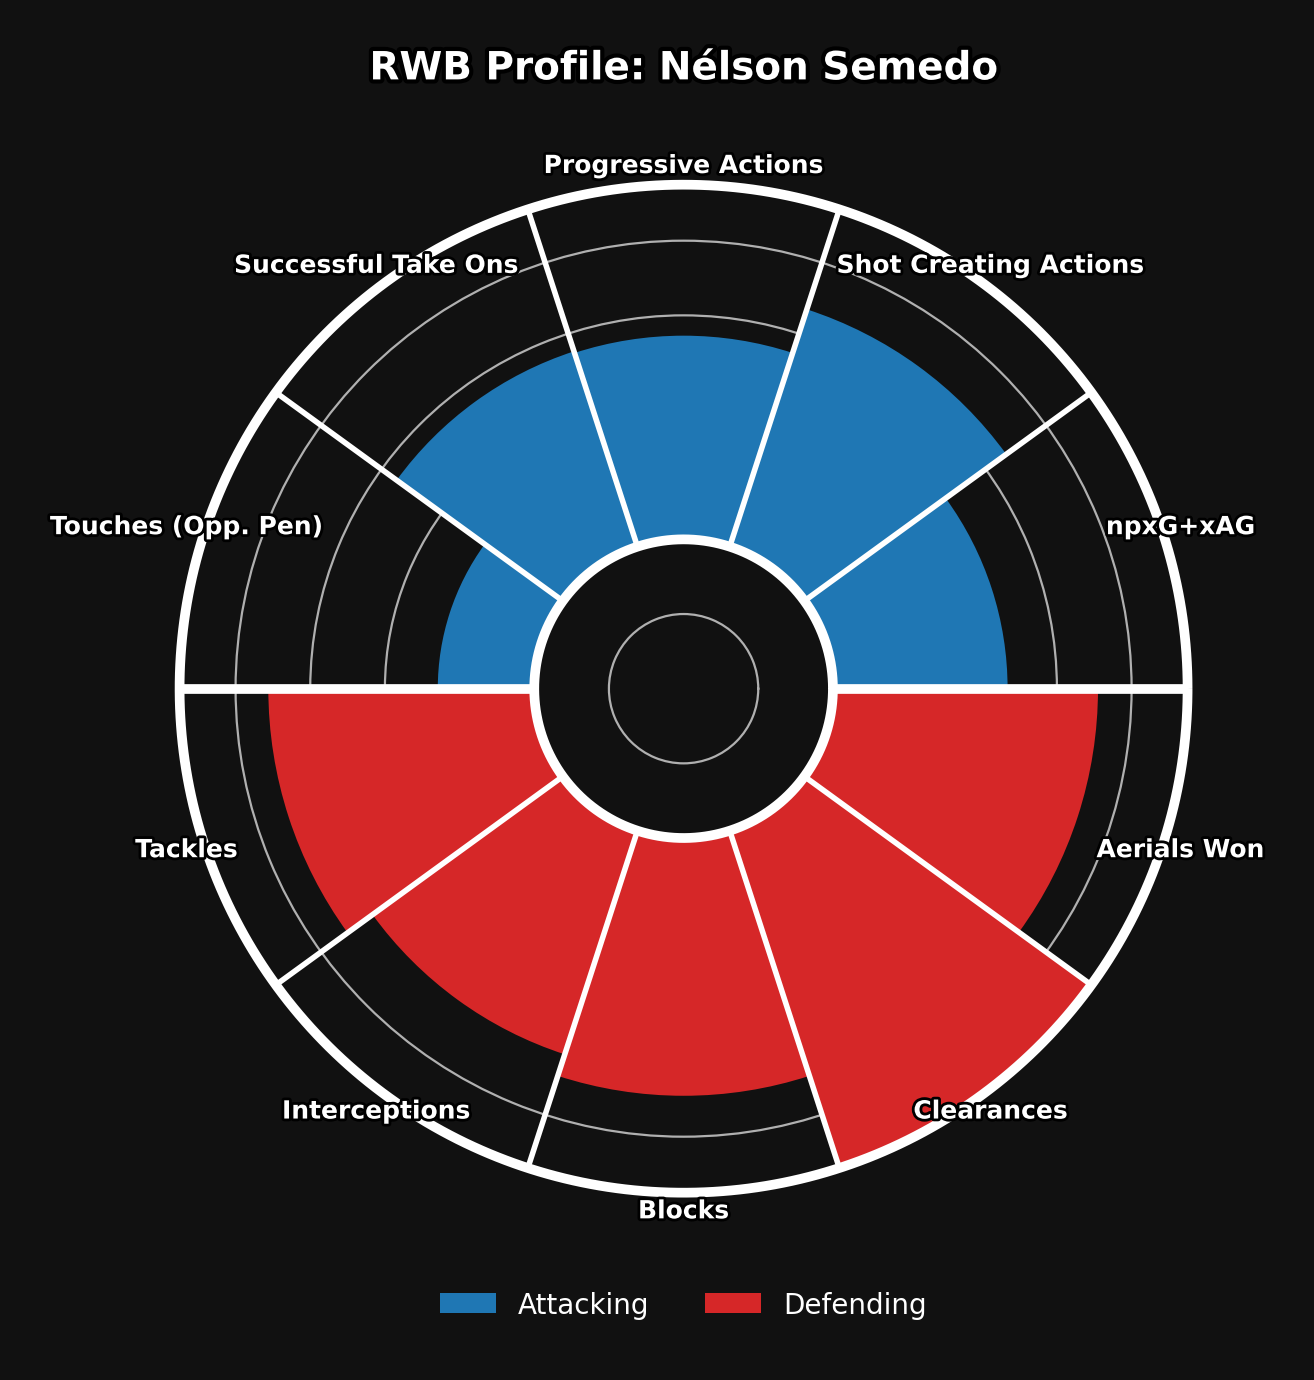 RWB Profile: Nélson Semedo
Progressive Actions
Successful Take Ons
Shot Creating Actions
Touches (Opp. Pen)
npxG+xAG
Tackles
Aerials Won
Interceptions
Clearances
Blocks
Attacking
Defending